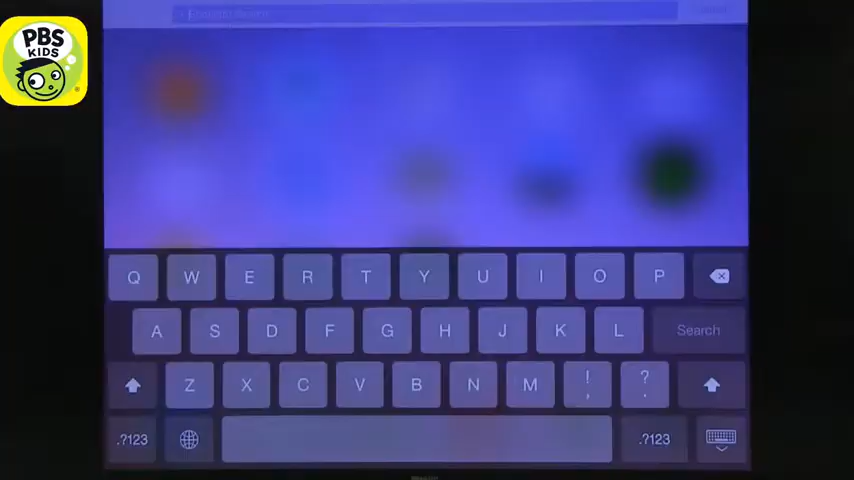 PBS
KIDS
Q W E R T Y U I O P
A S D F G H J K L Search
Z X C V B N M ! , ? .
.?123 .?123